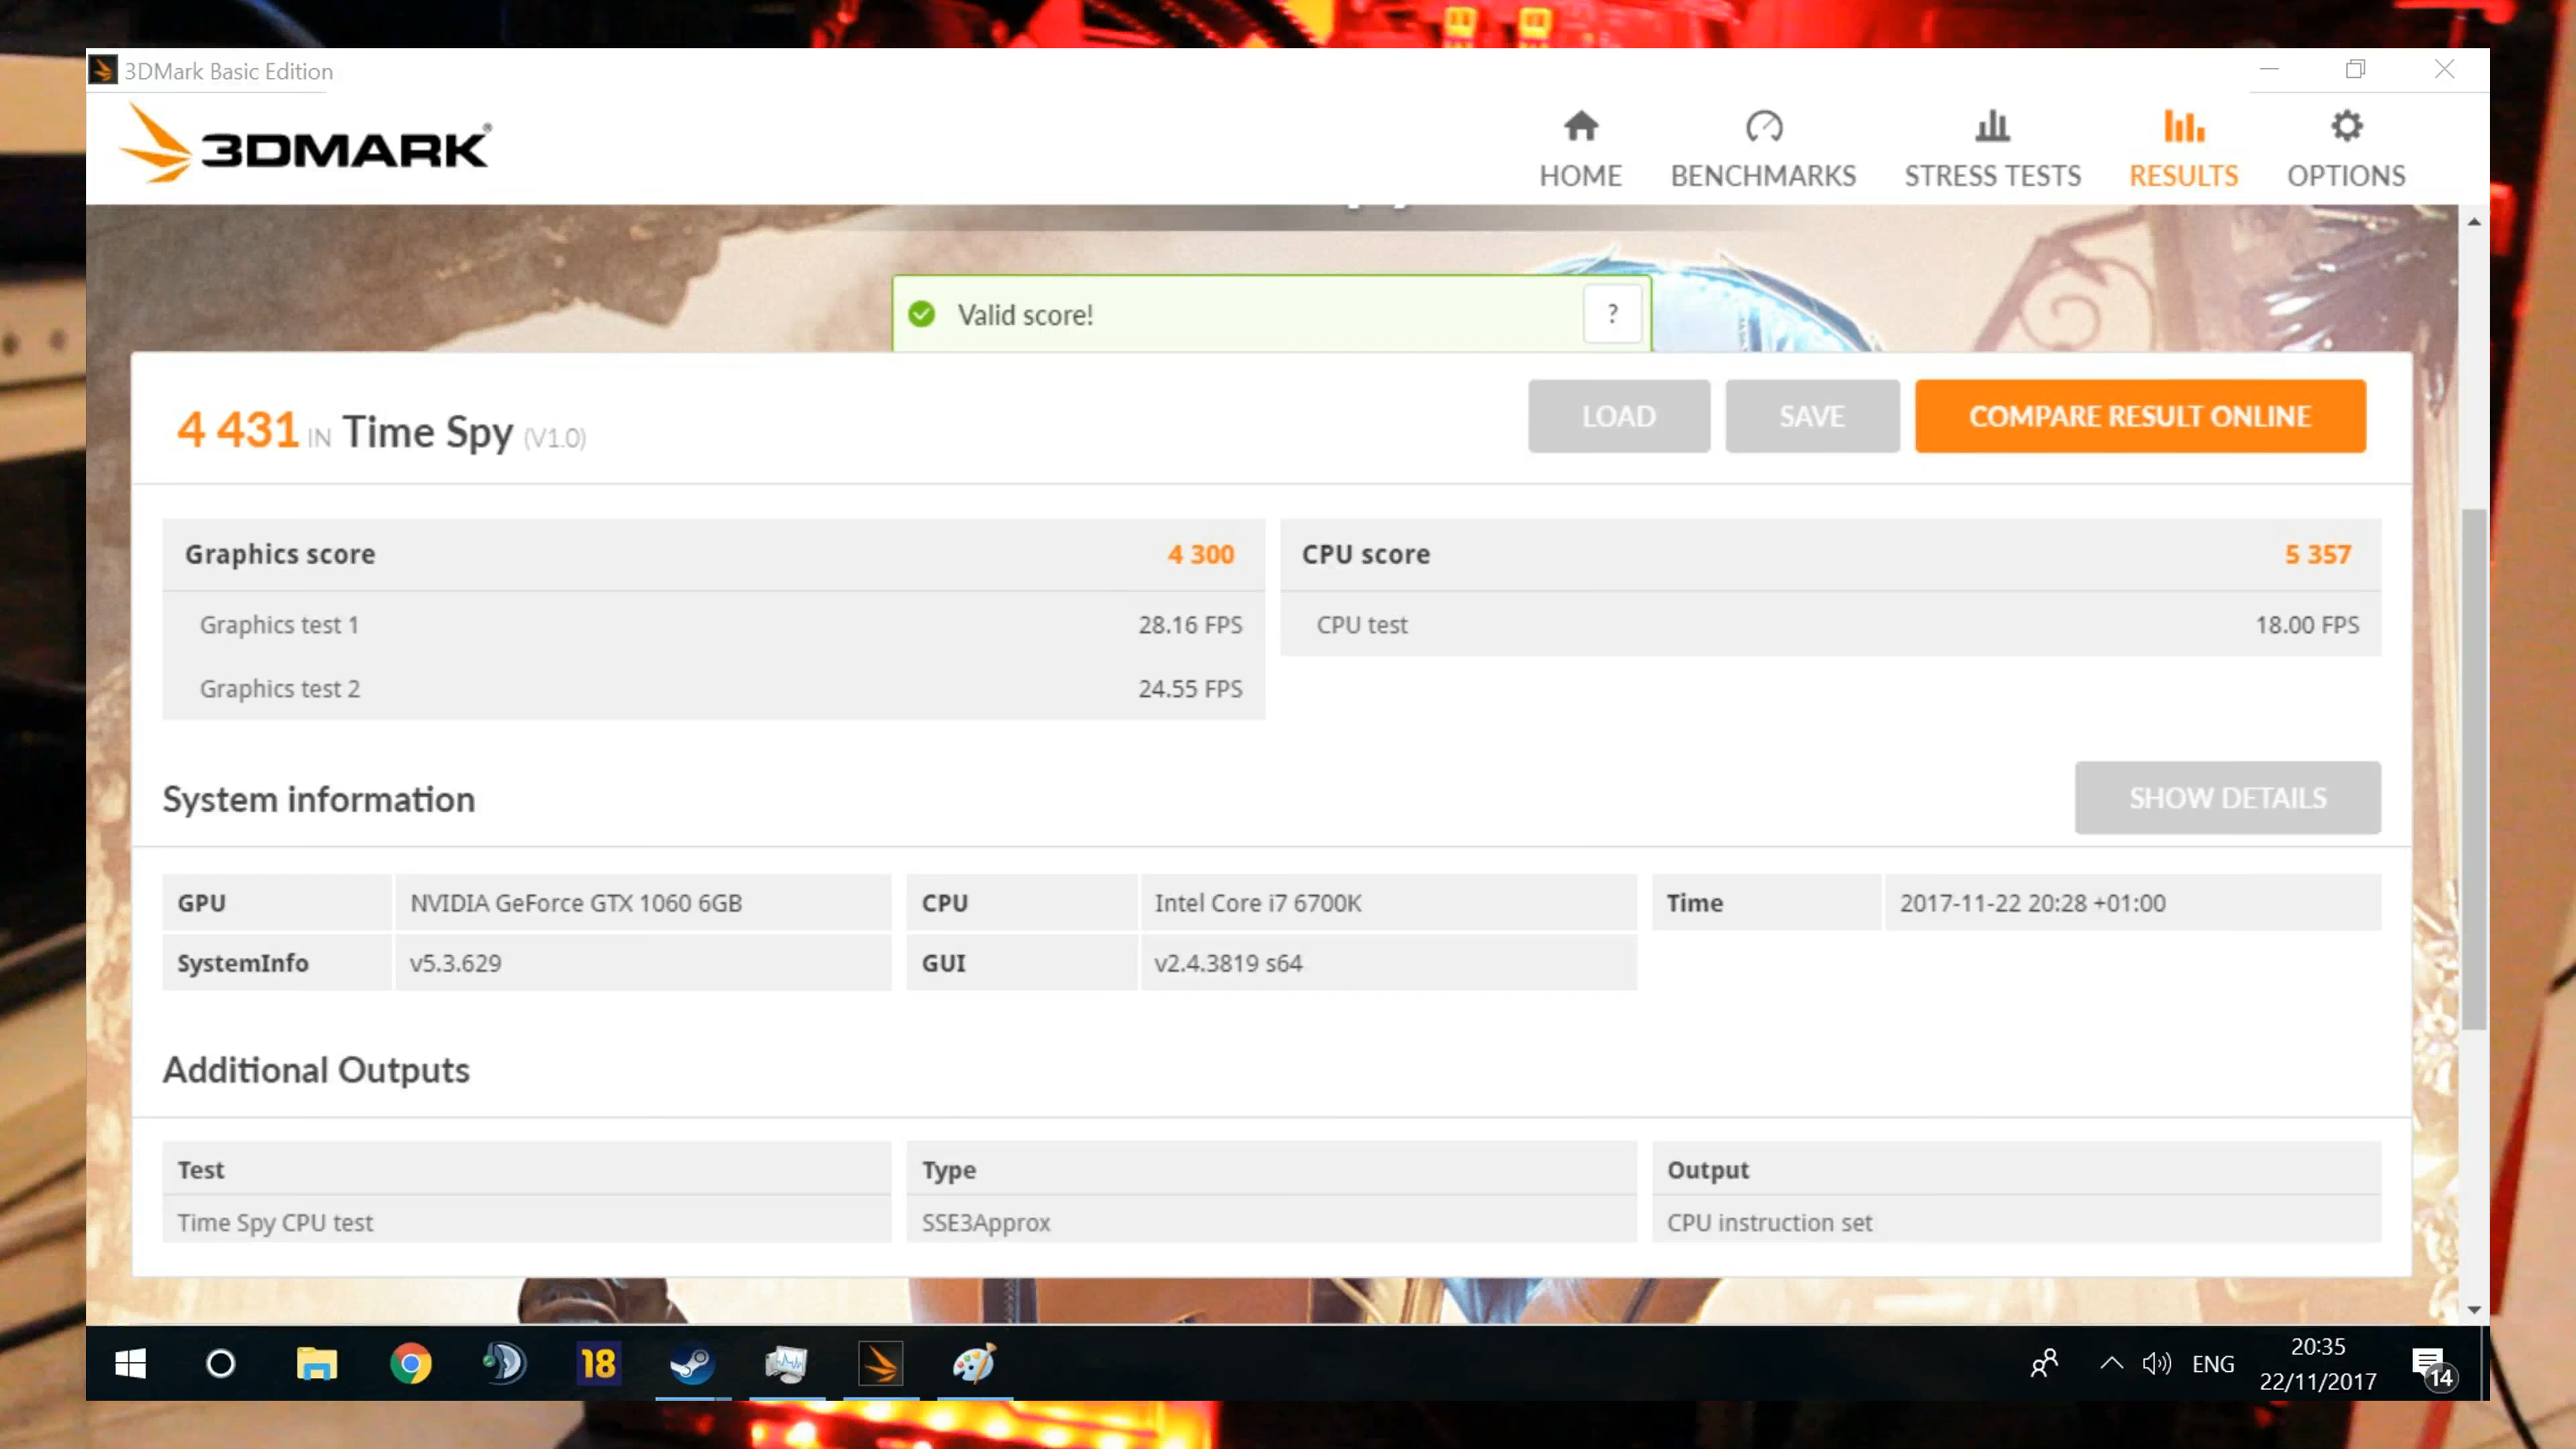 3DMark Basic Edition
3DMARK®
HOME
BENCHMARKS
STRESS TESTS
RESULTS
OPTIONS
Valid score!
?
4 431 IN Time Spy (V1.0)
LOAD
SAVE
COMPARE RESULT ONLINE
Graphics score 4 300
Graphics test 1 28.16 FPS
Graphics test 2 24.55 FPS
CPU score 5 357
CPU test 18.00 FPS
System information
SHOW DETAILS
GPU NVIDIA GeForce GTX 1060 6GB CPU Intel Core i7 6700K Time 2017-11-22 20:28 +01:00
SystemInfo v5.3.629 GUI v2.4.3819 s64
Additional Outputs
Test Type Output
Time Spy CPU test SSE3Approx CPU instruction set
18
ENG
20:35
22/11/2017
14